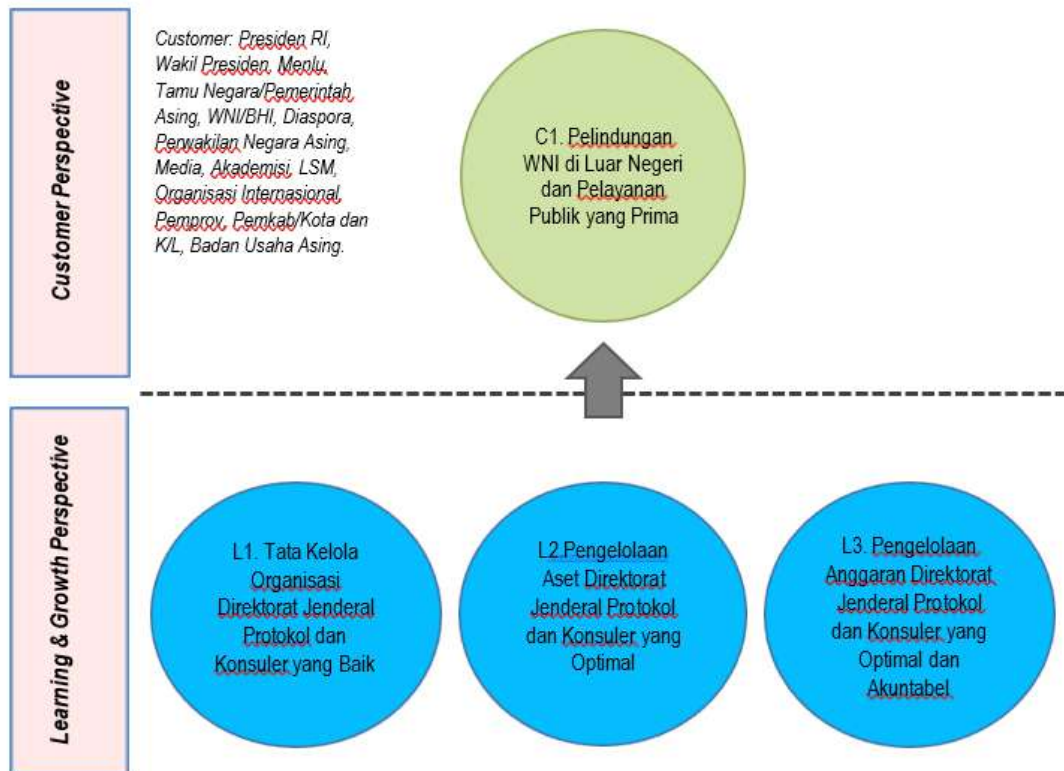 Customer Perspective
Customer: Presiden RI,
Wakil Presiden, Menlu,
Tamu Negara/Pemerintah
Asing, WNI/BHI, Diaspora,
Perwakilan Negara Asing,
Media, Akademisi, LSM,
Organisasi Internasional,
Pemprov, Pemkab/Kota dan
K/L, Badan Usaha Asing.
C1. Pelindungan
WNI di Luar Negeri
dan Pelayanan
Publik yang Prima
Learning & Growth Perspective
L1. Tata Kelola
Organisasi
Direktorat Jenderal
Protokol dan
Konsuler yang Baik
L2.Pengelolaan
Aset Direktorat
Jenderal Protokol
dan Konsuler yang
Optimal
L3. Pengelolaan
Anggaran Direktorat
Jenderal Protokol
dan Konsuler yang
Optimal dan
Akuntabel